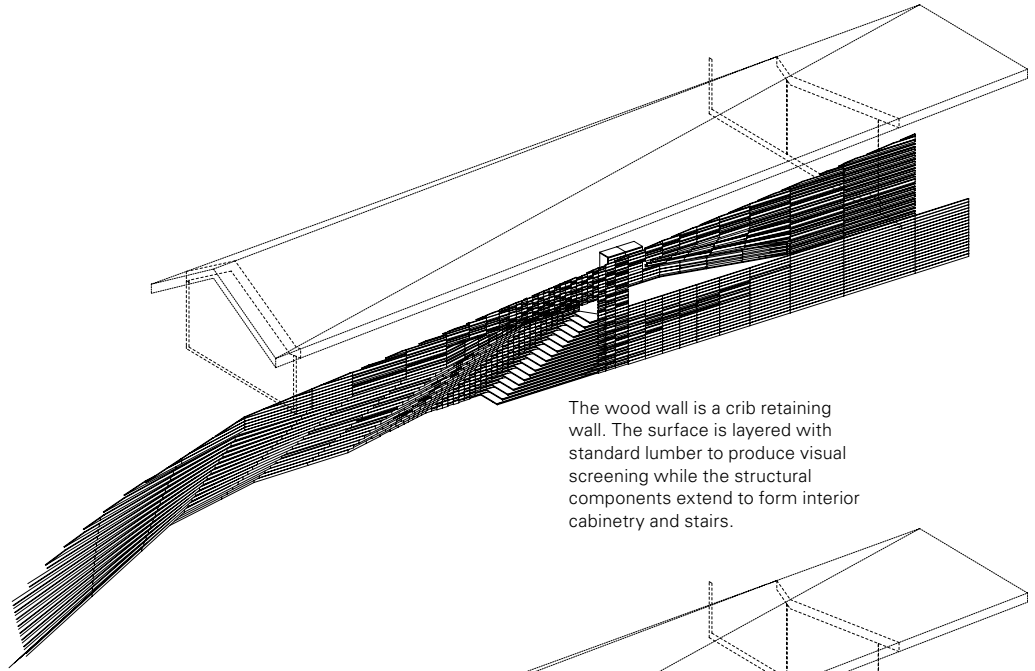 The wood wall is a crib retaining
wall. The surface is layered with
standard lumber to produce visual
screening while the structural
components extend to form interior
cabinetry and stairs.